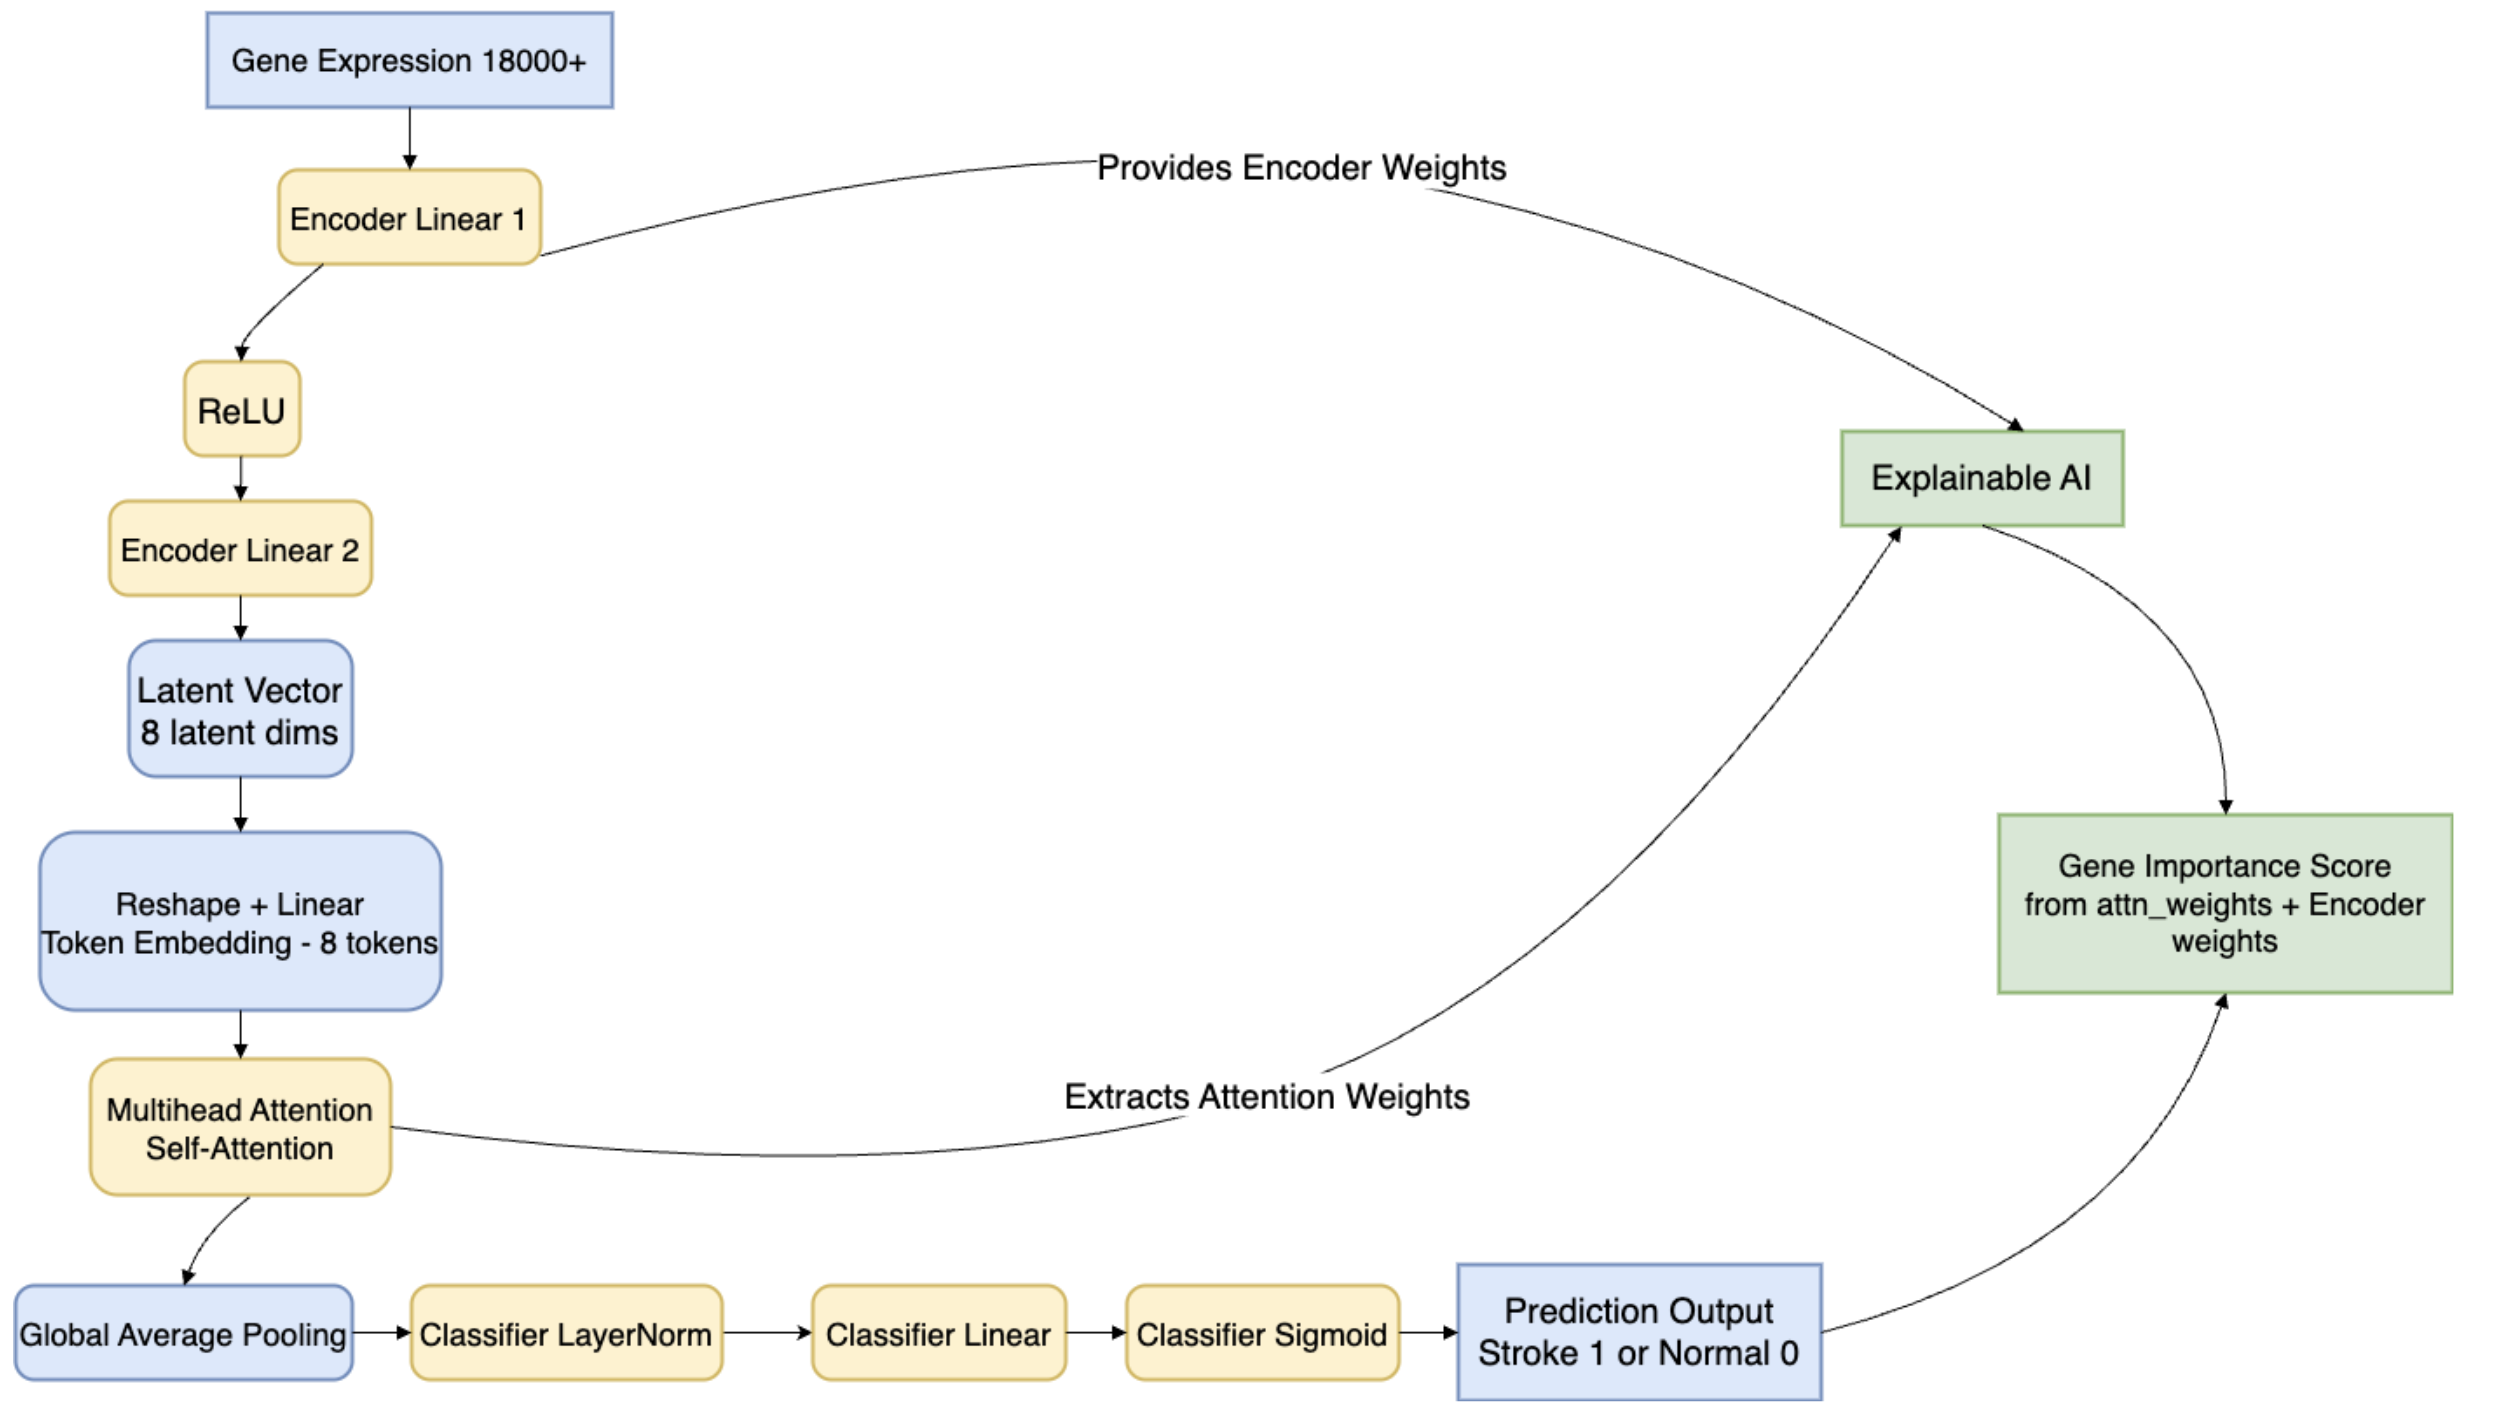 Gene Expression 18000+
Provides Encoder Weights
Encoder Linear 1
ReLU
Explainable AI
Encoder Linear 2
Latent Vector
8 latent dims
Reshape + Linear
Token Embedding - 8 tokens
Gene Importance Score
from attn_weights + Encoder
weights
Multihead Attention
Self-Attention
Extracts Attention Weights
Global Average Pooling
Classifier LayerNorm
Classifier Linear
Classifier Sigmoid
Prediction Output
Stroke 1 or Normal 0